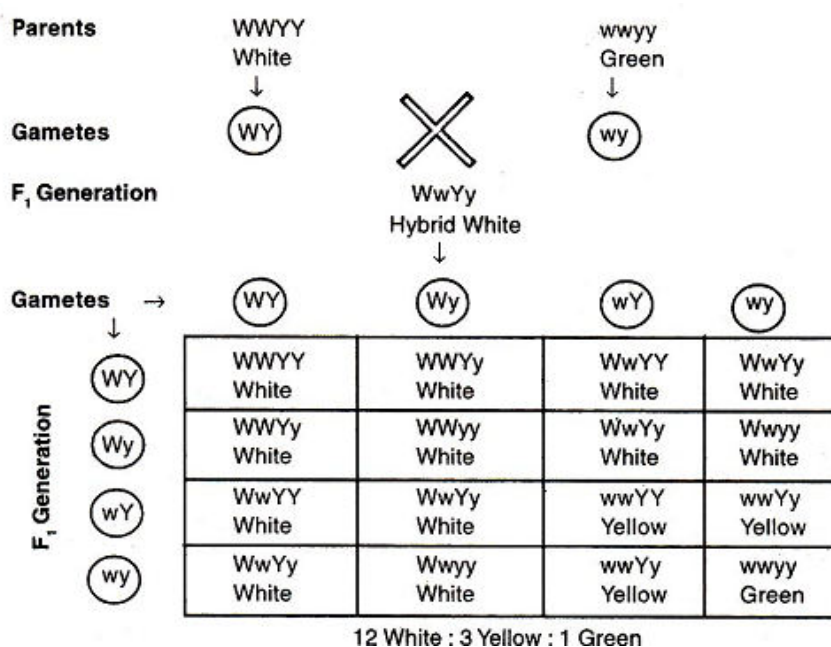 Parents WWYY wwyy
White Green
↓ ↓
Gametes WY wy
F₁ Generation WwYy
Hybrid White
↓
Gametes → WY Wy wY wy
↓
WY WWYY WWYy WwYY WwYy
White White White White
Wy WWYy WWyy WwYy Wwyy
White White White White
F₁ Generation
wY WwYY WwYy wwYY wwYy
White White Yellow Yellow
wy WwYy Wwyy wwYy wwyy
White White Yellow Green
12 White : 3 Yellow : 1 Green